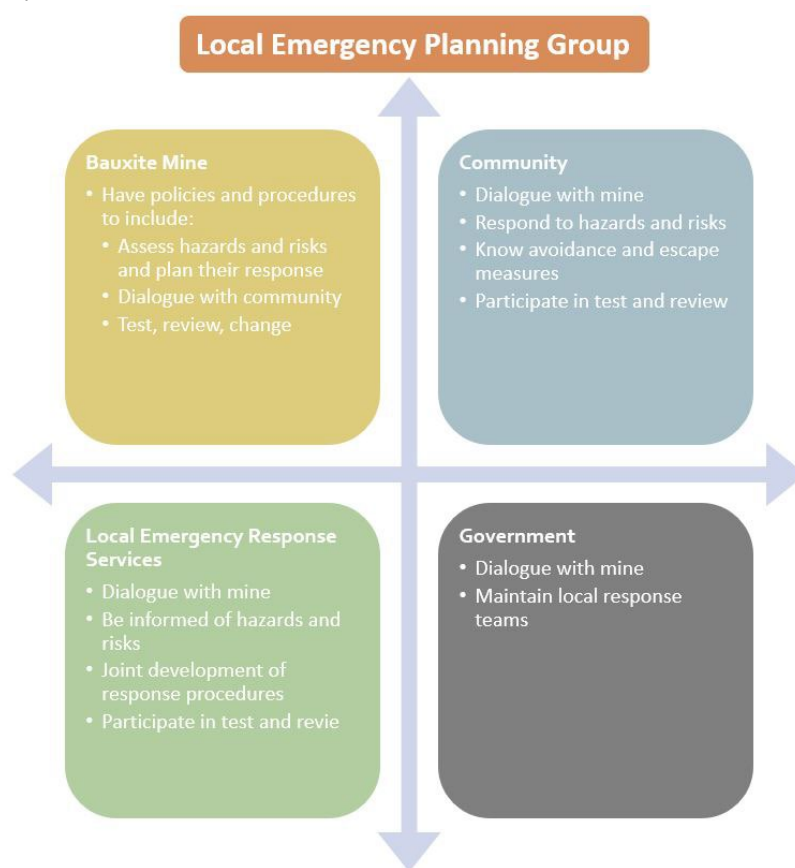 Local Emergency Planning Group
Bauxite Mine
• Have policies and procedures
to include:
• Assess hazards and risks
and plan their response
• Dialogue with community
• Test, review, change
Community
• Dialogue with mine
• Respond to hazards and risks
• Know avoidance and escape
measures
• Participate in test and review
Local Emergency Response
Services
• Dialogue with mine
• Be informed of hazards and
risks
• Joint development of
response procedures
• Participate in test and revie
Government
• Dialogue with mine
• Maintain local response
teams